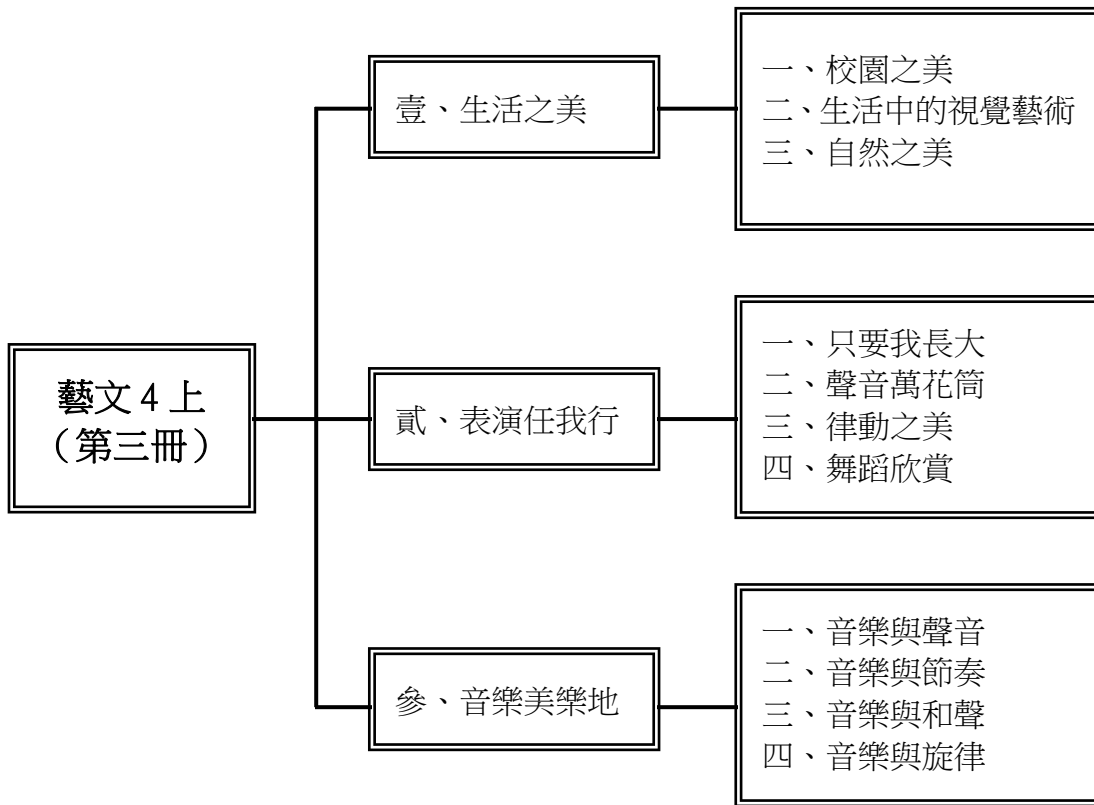 藝文 4 上
（第三冊）
壹、生活之美
一、校園之美
二、生活中的視覺藝術
三、自然之美
貳、表演任我行
一、只要我長大
二、聲音萬花筒
三、律動之美
四、舞蹈欣賞
參、音樂美樂地
一、音樂與聲音
二、音樂與節奏
三、音樂與和聲
四、音樂與旋律